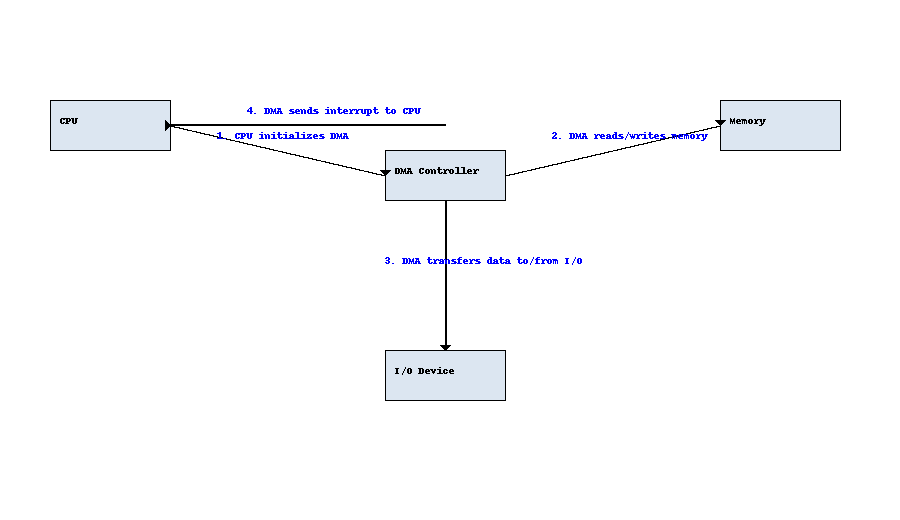 4. DMA sends interrupt to CPU
CPU
Memory
1. CPU initializes DMA
2. DMA reads/writes memory
DMA Controller
3. DMA transfers data to/from I/O
I/O Device